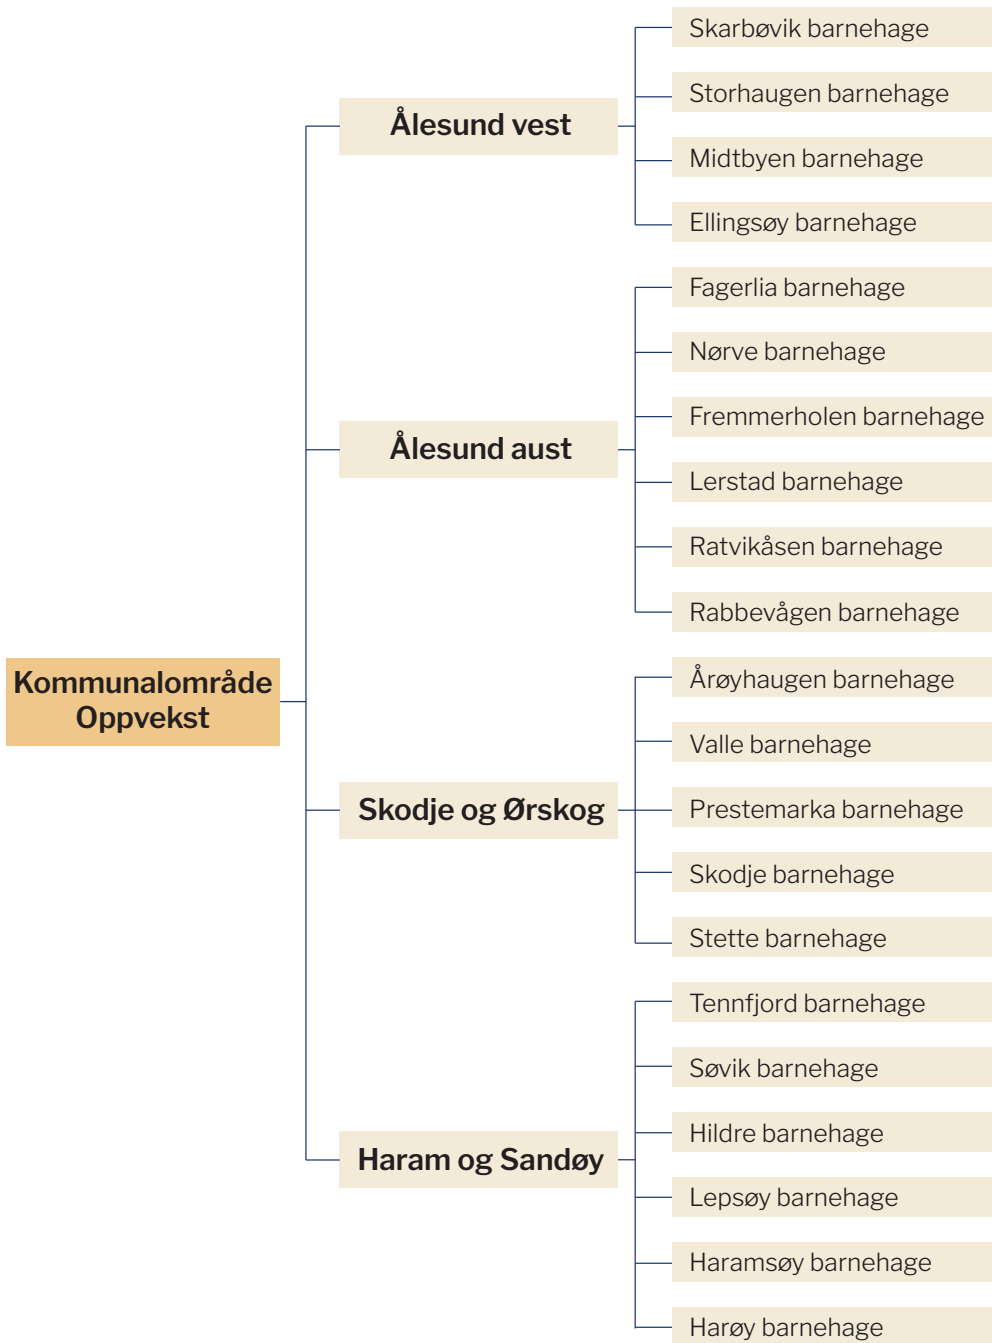 Kommunalområde
Oppvekst
Ålesund vest
Skarbøvik barnehage
Storhaugen barnehage
Midtbyen barnehage
Ellingsøy barnehage
Ålesund aust
Fagerlia barnehage
Nørve barnehage
Fremmerholen barnehage
Lerstad barnehage
Ratvikåsen barnehage
Rabbevågen barnehage
Skodje og Ørskog
Årøyhaugen barnehage
Valle barnehage
Prestemarka barnehage
Skodje barnehage
Stette barnehage
Haram og Sandøy
Tennfjord barnehage
Søvik barnehage
Hildre barnehage
Lepsøy barnehage
Haramsøy barnehage
Harøy barnehage